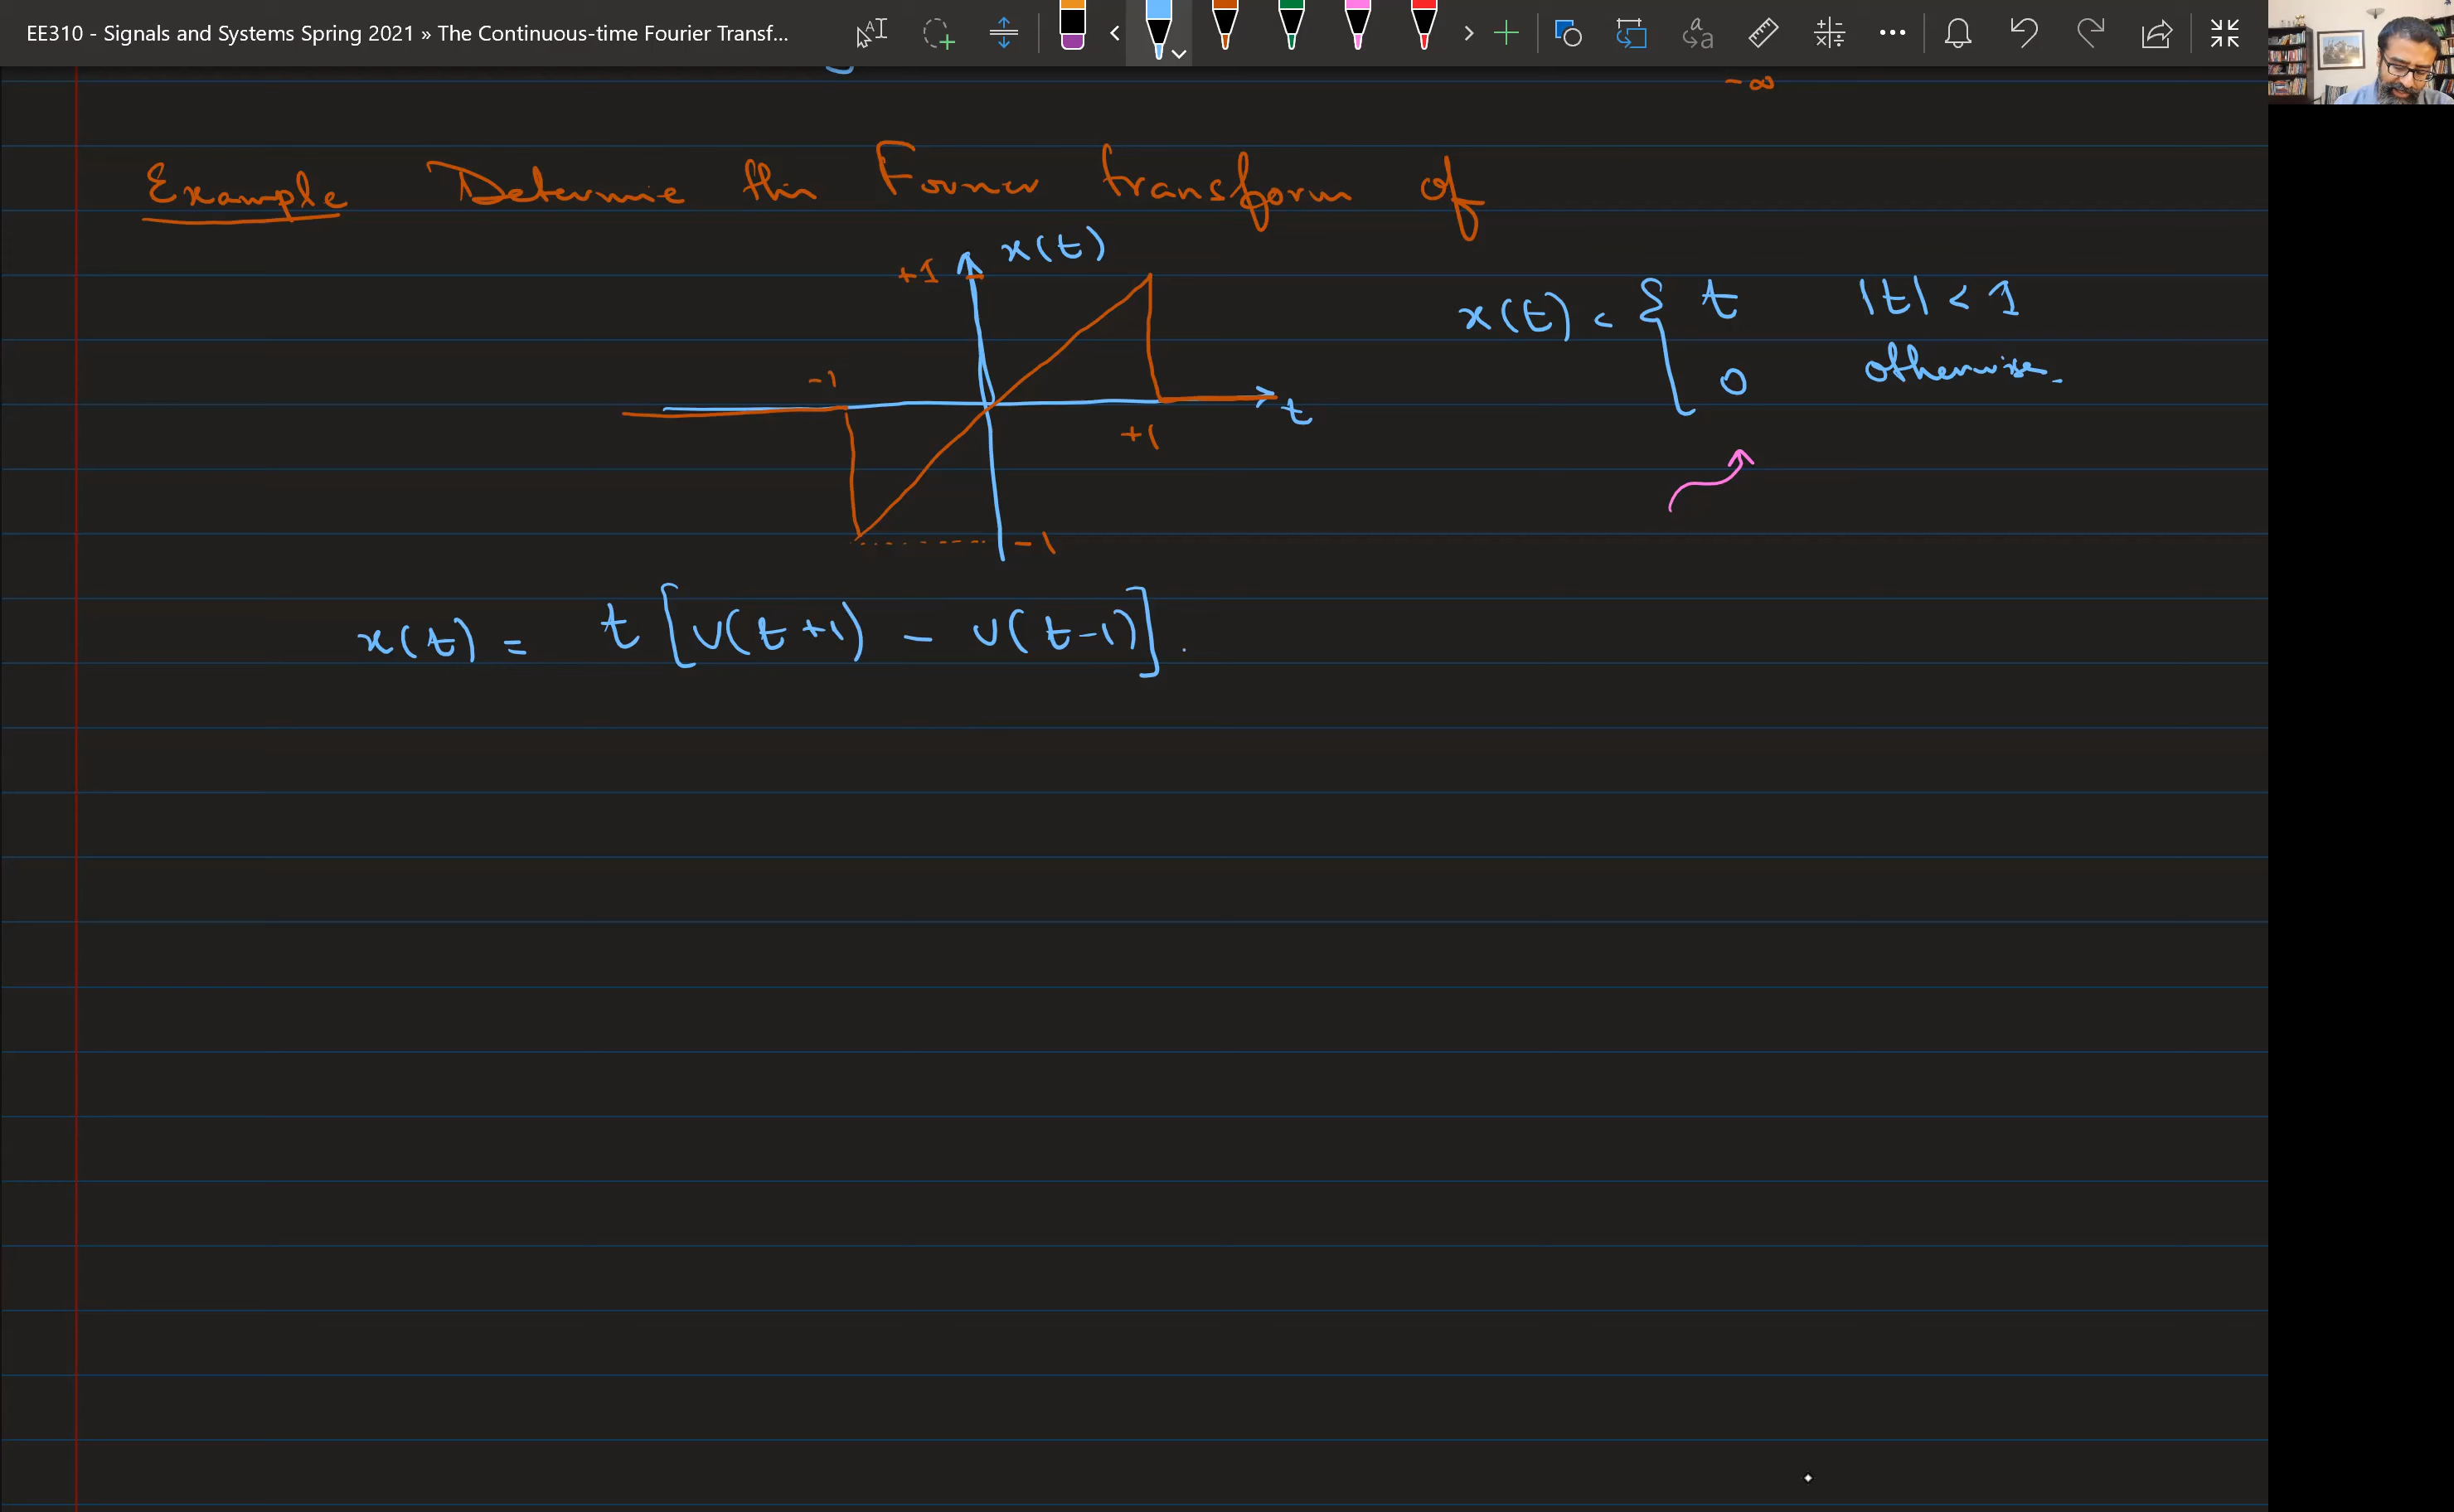 EE310 - Signals and Systems Spring 2021 » The Continuous-time Fourier Transf...
- ∞
Example Determine the Fourier transform of
+1 x(t)
x(t) = { t |t| < 1
0 otherwise.
-1
t
+1
-1
x(t) = t [u(t+1) - u(t-1)].